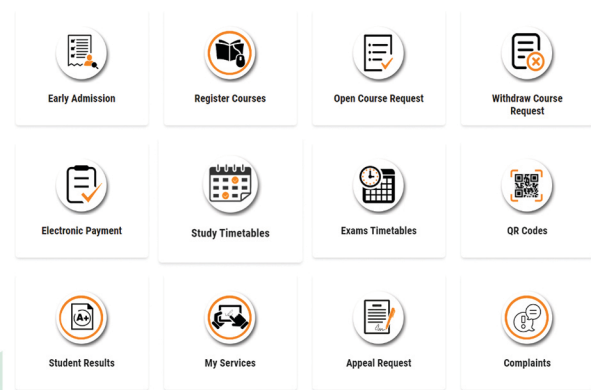 Early Admission
Register Courses
Open Course Request
Withdraw Course
Request
Electronic Payment
Study Timetables
Exams Timetables
QR Codes
A+
Student Results
My Services
Appeal Request
Complaints